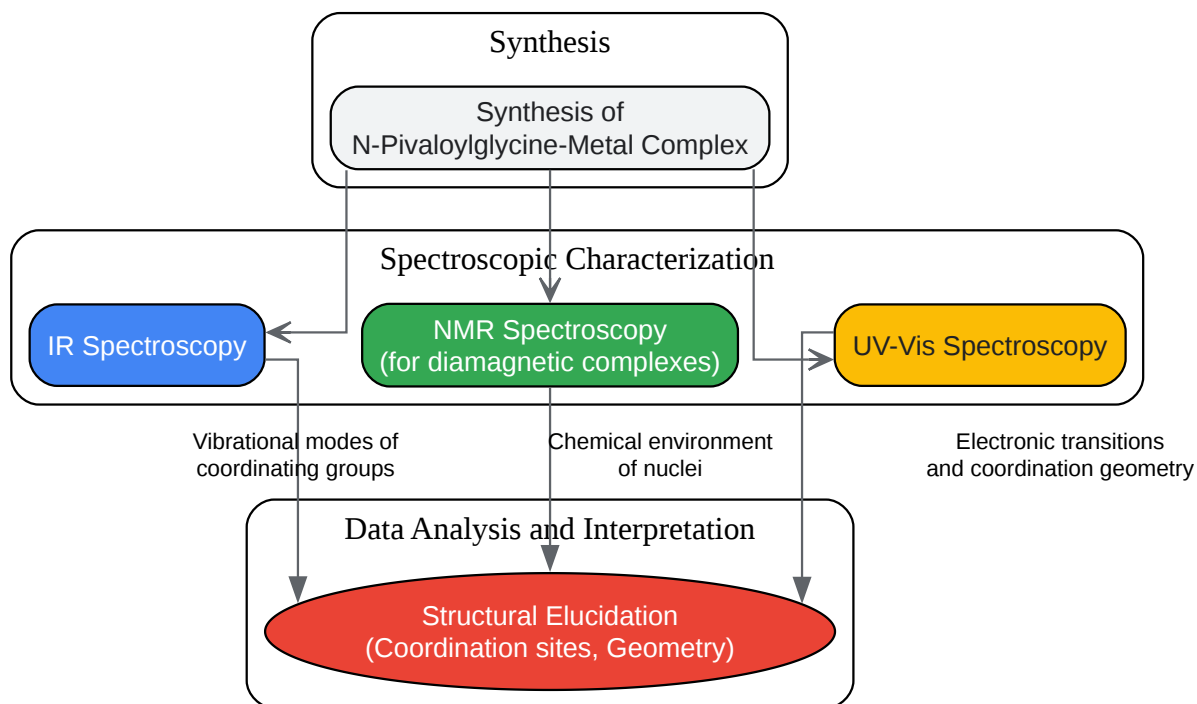 Synthesis
Synthesis of
N-Pivaloylglycine-Metal Complex
Spectroscopic Characterization
IR Spectroscopy
NMR Spectroscopy
(for diamagnetic complexes)
UV-Vis Spectroscopy
Vibrational modes of
coordinating groups
Chemical environment
of nuclei
Electronic transitions
and coordination geometry
Data Analysis and Interpretation
Structural Elucidation
(Coordination sites, Geometry)